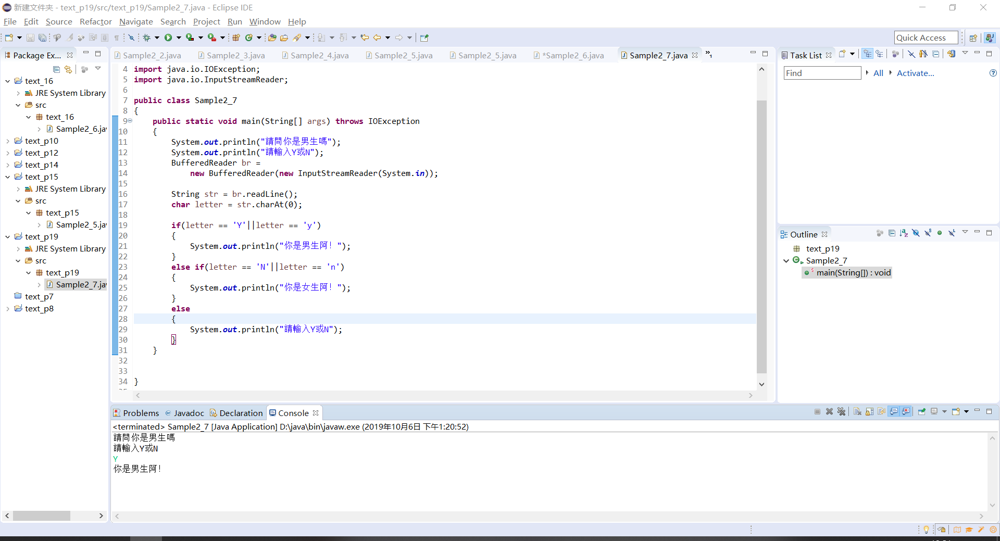 新建文件夹 - text_p19/src/text_p19/Sample2_7.java - Eclipse IDE
File Edit Source Refactor Navigate Search Project Run Window Help
Quick Access
Package Ex...
text_16
JRE System Library
src
text_16
Sample2_6.jav
text_p10
text_p12
text_p14
text_p15
JRE System Library
src
text_p15
Sample2_5.jav
text_p19
JRE System Library
src
text_p19
Sample2_7.jav
text_p7
text_p8
Sample2_2.java Sample2_3.java Sample2_4.java Sample2_5.java Sample2_5.java *Sample2_6.java Sample2_7.java »1
4 import java.io.IOException;
5 import java.io.InputStreamReader;
6
7 public class Sample2_7
8 {
9 public static void main(String[] args) throws IOException
10 {
11 System.out.println("請問你是男生嗎");
12 System.out.println("請輸入Y或N");
13 BufferedReader br =
14 new BufferedReader(new InputStreamReader(System.in));
15
16 String str = br.readLine();
17 char letter = str.charAt(0);
18
19 if(letter == 'Y'||letter == 'y')
20 {
21 System.out.println("你是男生阿！");
22 }
23 else if(letter == 'N'||letter == 'n')
24 {
25 System.out.println("你是女生阿！");
26 }
27 else
28 {
29 System.out.println("請輸入Y或N");
30 }
31 }
32
33
34 }
Task List
Find All Activate...
Outline
text_p19
Sample2_7
main(String[]) : void
Problems @ Javadoc Declaration Console
<terminated> Sample2_7 [Java Application] D:\java\bin\javaw.exe (2019年10月6日 下午1:20:52)
請問你是男生嗎
請輸入Y或N
Y
你是男生阿！